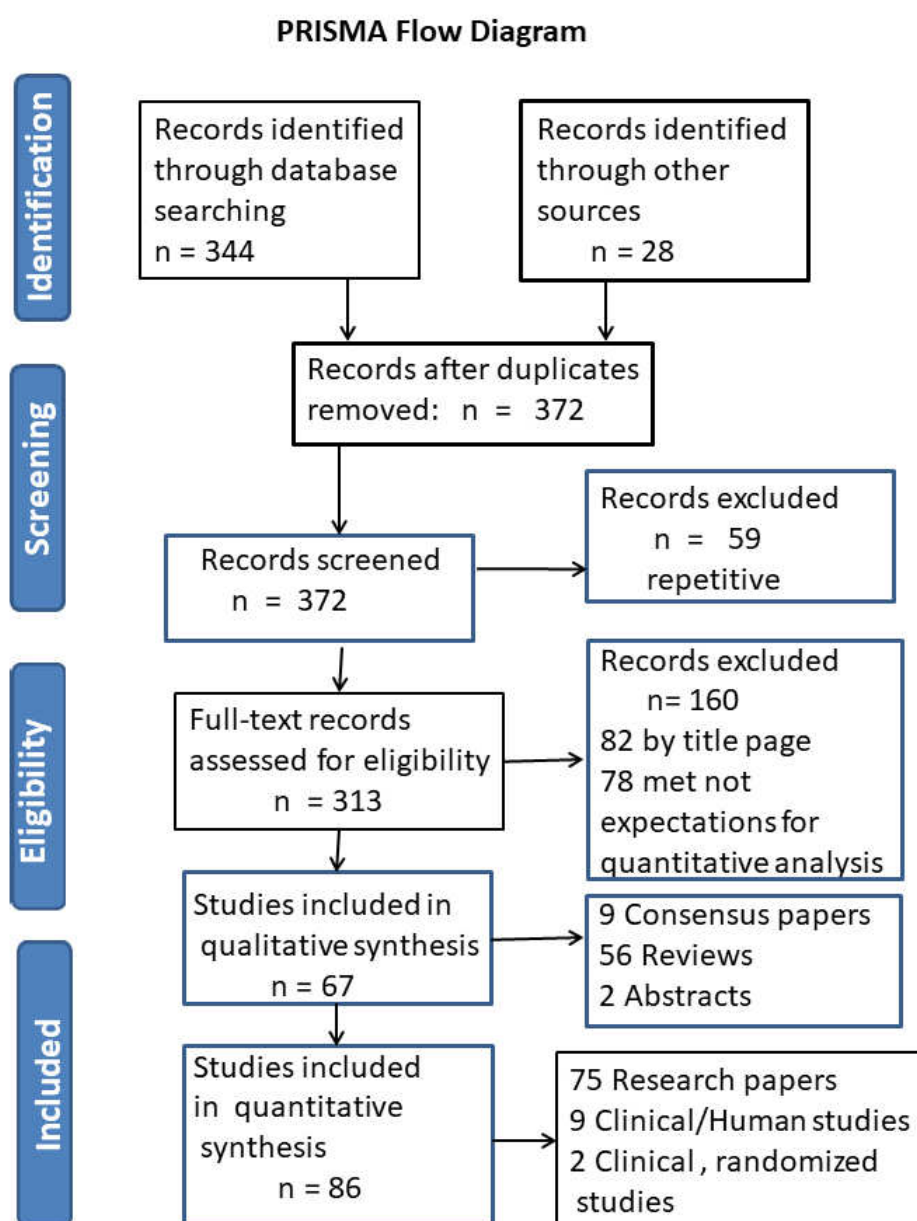 PRISMA Flow Diagram
Identification
Records identified
through database
searching
n = 344
Records identified
through other
sources
n = 28
Records after duplicates
removed: n = 372
Screening
Records screened
n = 372
Records excluded
n = 59
repetitive
Eligibility
Full-text records
assessed for eligibility
n = 313
Records excluded
n= 160
82 by title page
78 met not
expectations for
quantitative analysis
Studies included in
qualitative synthesis
n = 67
9 Consensus papers
56 Reviews
2 Abstracts
Included
Studies included
in quantitative
synthesis
n = 86
75 Research papers
9 Clinical/Human studies
2 Clinical , randomized
studies